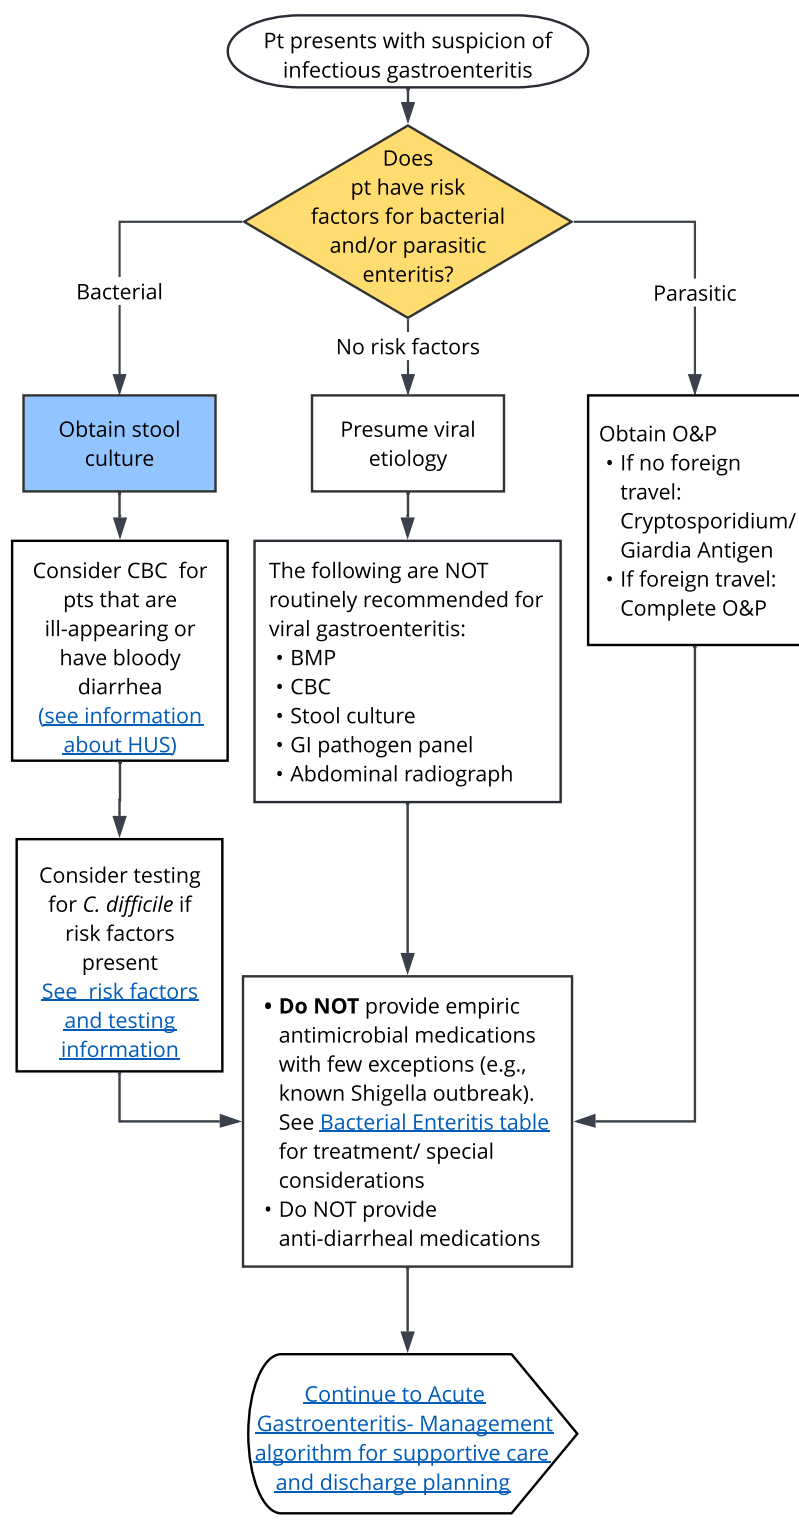 Pt presents with suspicion of
infectious gastroenteritis
Does
pt have risk
factors for bacterial
and/or parasitic
enteritis?
Bacterial
No risk factors
Parasitic
Obtain stool
culture
Presume viral
etiology
Obtain O&P
• If no foreign
travel:
Cryptosporidium/
Giardia Antigen
• If foreign travel:
Complete O&P
Consider CBC  for
pts that are
ill-appearing or
have bloody
diarrhea
(see information
about HUS)
The following are NOT
routinely recommended for
viral gastroenteritis:
• BMP
• CBC
• Stool culture
• GI pathogen panel
• Abdominal radiograph
Consider testing
for C. difficile if
risk factors
present
See  risk factors
and testing
information
• Do NOT provide empiric
antimicrobial medications
with few exceptions (e.g.,
known Shigella outbreak).
See Bacterial Enteritis table
for treatment/ special
considerations
• Do NOT provide
anti-diarrheal medications
Continue to Acute
Gastroenteritis- Management
algorithm for supportive care
and discharge planning